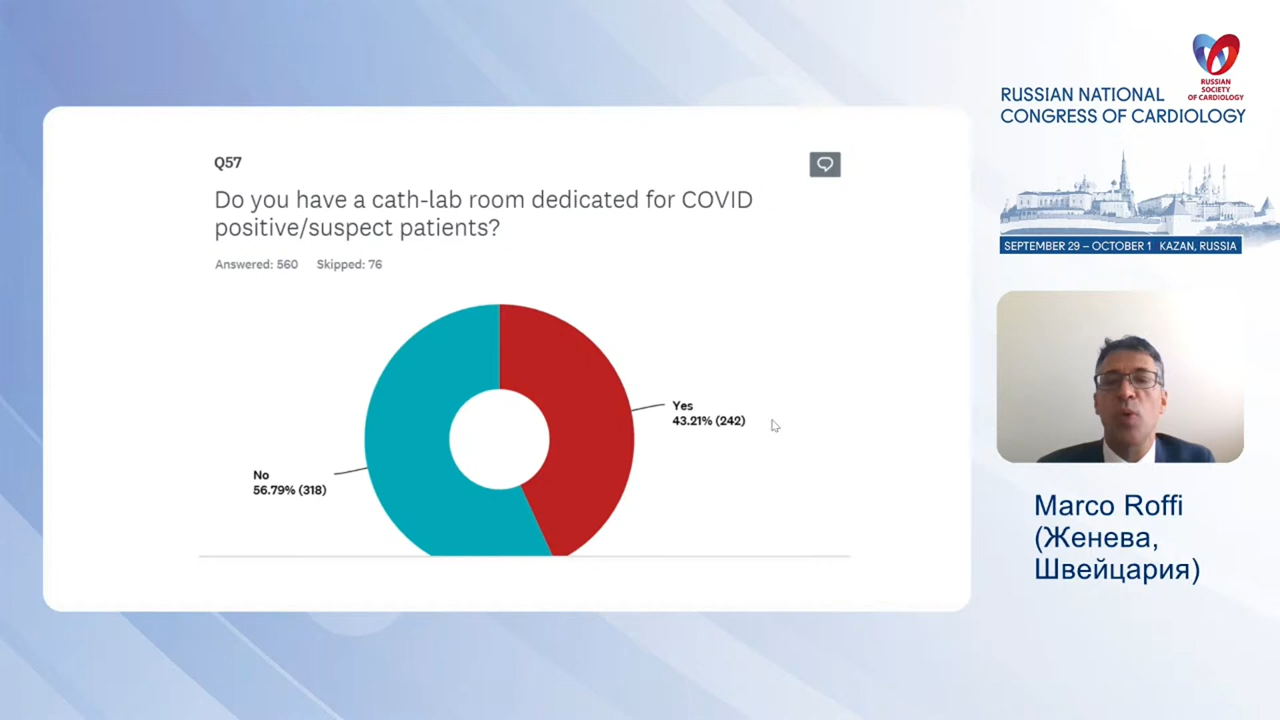 Q57
Do you have a cath-lab room dedicated for COVID
positive/suspect patients?
Answered: 560 Skipped: 76
Yes
43.21% (242)
No
56.79% (318)
RUSSIAN
SOCIETY
OF CARDIOLOGY
RUSSIAN NATIONAL
CONGRESS OF CARDIOLOGY
SEPTEMBER 29 – OCTOBER 1 KAZAN, RUSSIA
Marco Roffi
(Женева,
Швейцария)